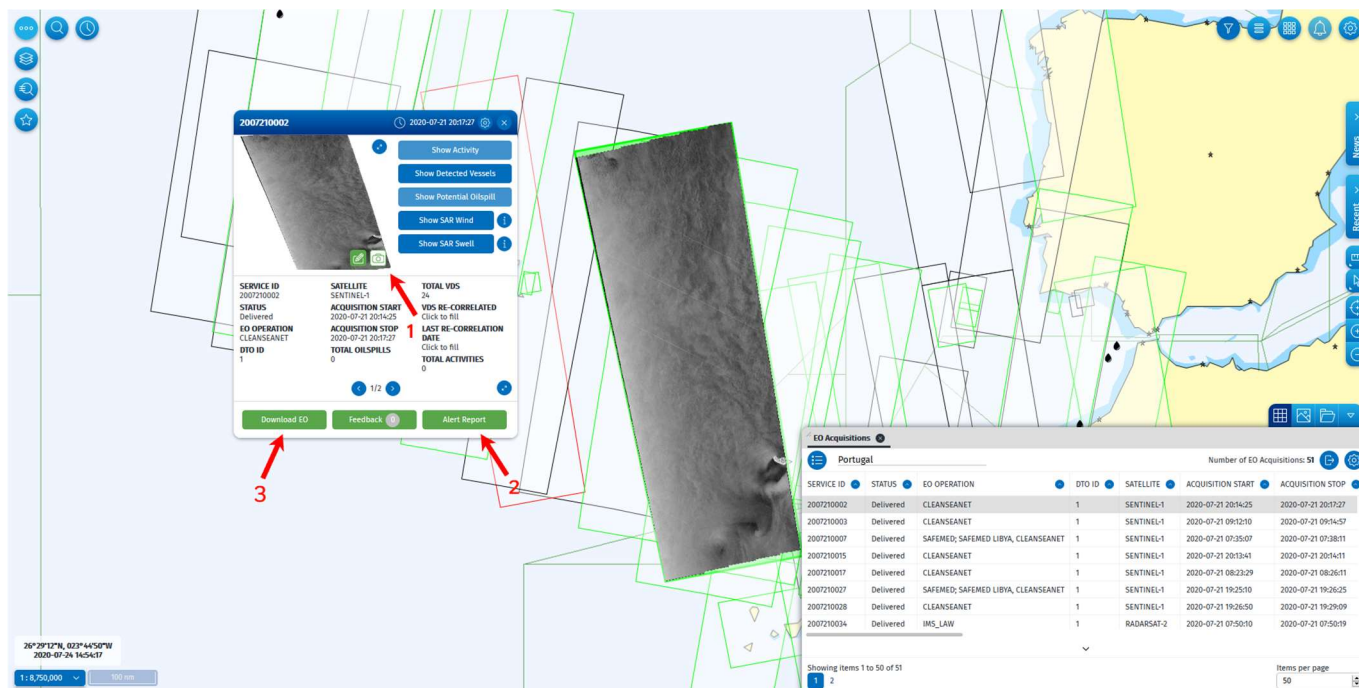 2007210002
2020-07-21 20:17:27
Show Activity
Show Detected Vessels
Show Potential Oilspill
Show SAR Wind
Show SAR Swell
SERVICE ID
2007210002
SATELLITE
SENTINEL-1
TOTAL VDS
24
STATUS
Delivered
ACQUISITION START
2020-07-21 20:14:25
VDS RE-CORRELATED
Click to fill
EO OPERATION
CLEANSEANET
ACQUISITION STOP
2020-07-21 20:17:27
LAST RE-CORRELATION
DATE
Click to fill
DTO ID
1
TOTAL OILSPILLS
0
TOTAL ACTIVITIES
0
1
1/2
Download EO
Feedback 0
Alert Report
3
2
News
Recent
EO Acquisitions
Portugal
Number of EO Acquisitions: 51
SERVICE ID STATUS EO OPERATION DTO ID SATELLITE ACQUISITION START ACQUISITION STOP
2007210002 Delivered CLEANSEANET 1 SENTINEL-1 2020-07-21 20:14:25 2020-07-21 20:17:27
2007210003 Delivered CLEANSEANET 1 SENTINEL-1 2020-07-21 09:12:10 2020-07-21 09:14:57
2007210007 Delivered SAFEMED; SAFEMED LIBYA, CLEANSEANET 1 SENTINEL-1 2020-07-21 07:35:07 2020-07-21 07:38:11
2007210015 Delivered CLEANSEANET 1 SENTINEL-1 2020-07-21 20:13:41 2020-07-21 20:14:11
2007210017 Delivered CLEANSEANET 1 SENTINEL-1 2020-07-21 08:23:29 2020-07-21 08:26:11
2007210027 Delivered SAFEMED; SAFEMED LIBYA, CLEANSEANET 1 SENTINEL-1 2020-07-21 19:25:10 2020-07-21 19:26:25
2007210028 Delivered CLEANSEANET 1 SENTINEL-1 2020-07-21 19:26:50 2020-07-21 19:29:09
2007210034 Delivered IMS_LAW 1 RADARSAT-2 2020-07-21 07:50:10 2020-07-21 07:50:19
Showing items 1 to 50 of 51
1 2
Items per page
50
26°29'12"N, 023°44'50"W
2020-07-24 14:54:17
1 : 8,750,000
100 nm